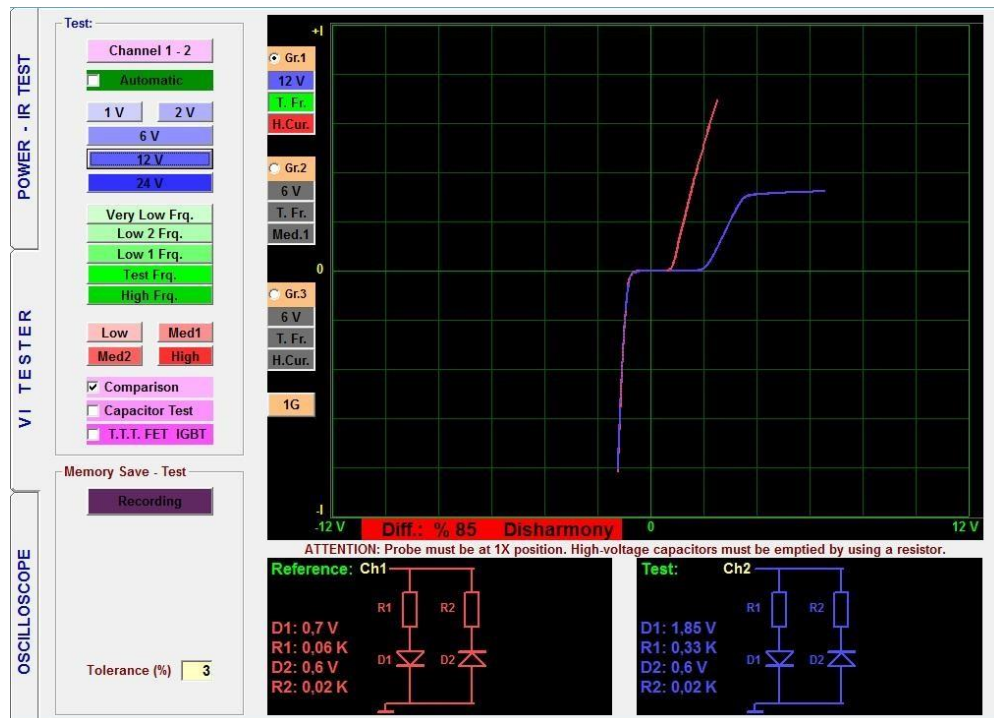 POWER - IR TEST
VI TESTER
OSCILLOSCOPE
Test:
Channel 1 - 2
Automatic
1 V
2 V
6 V
12 V
24 V
Very Low Frq.
Low 2 Frq.
Low 1 Frq.
Test Frq.
High Frq.
Low
Med1
Med2
High
Comparison
Capacitor Test
T.T.T. FET IGBT
Memory Save - Test
Recording
Tolerance (%) 3
Gr.1
12 V
T. Fr.
H.Cur.
Gr.2
6 V
T. Fr.
Med.1
Gr.3
6 V
T. Fr.
H.Cur.
1G
+I
0
-I
-12 V
Diff.: % 85 Disharmony
0
12 V
ATTENTION: Probe must be at 1X position. High-voltage capacitors must be emptied by using a resistor.
Reference: Ch1
R1
R2
D1: 0,7 V
R1: 0,06 K
D2: 0,6 V
R2: 0,02 K
D1
D2
Test: Ch2
R1
R2
D1: 1,85 V
R1: 0,33 K
D2: 0,6 V
R2: 0,02 K
D1
D2